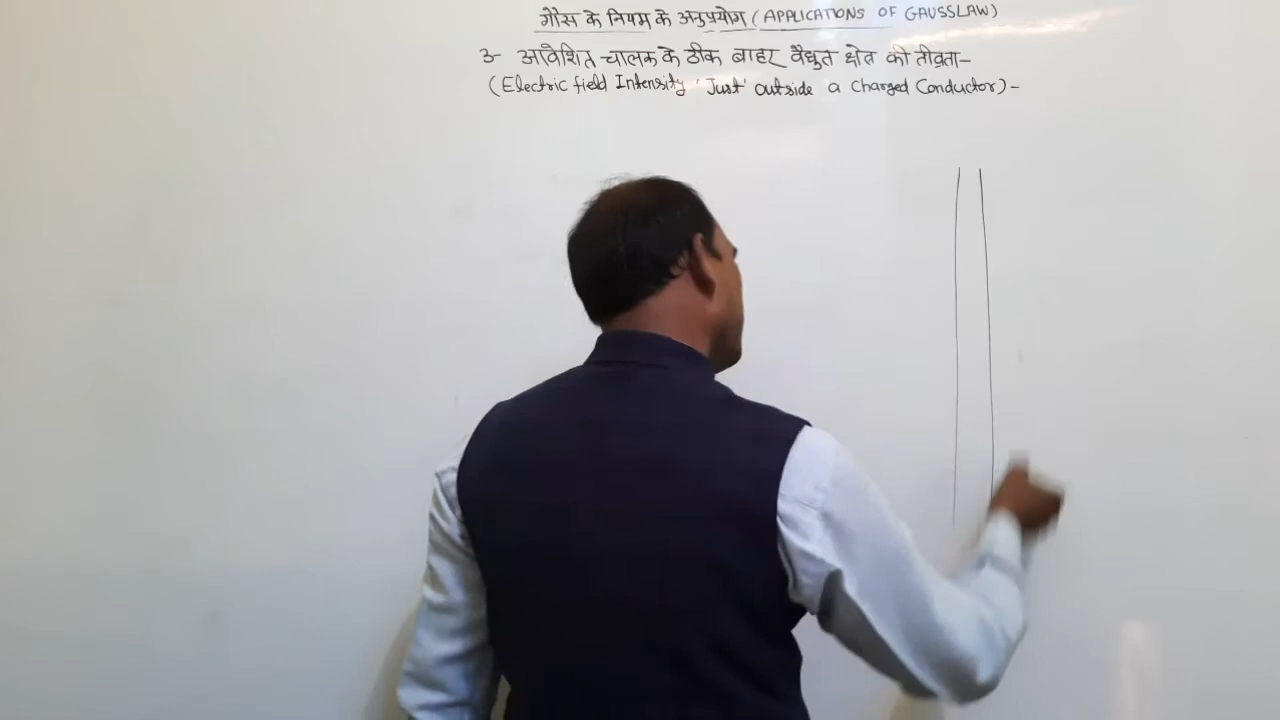 गौस के नियम के अनुप्रयोग (APPLICATIONS OF GAUSSLAW)
3- आवेशित चालक के ठीक बाहर वैद्युत क्षेत्र की तीव्रता-
(Electric field Intensity 'Just' outside a Charged Conductor) -